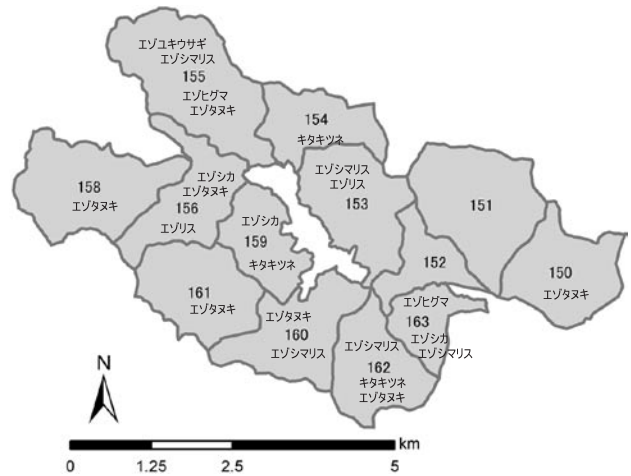 エゾユキウサギ
エゾシマリス
155
エゾヒグマ
エゾタヌキ
154
キタキツネ
エゾシマリス
エゾリス
153
エゾシカ
エゾタヌキ
156
エゾリス
158
エゾタヌキ
151
エゾシカ
159
キタキツネ
152
150
エゾタヌキ
161
エゾタヌキ
エゾタヌキ
160
エゾシマリス
エゾヒグマ
163
エゾシカ
エゾシマリス
エゾシマリス
162
キタキツネ
エゾタヌキ
N
km
0 1.25 2.5 5